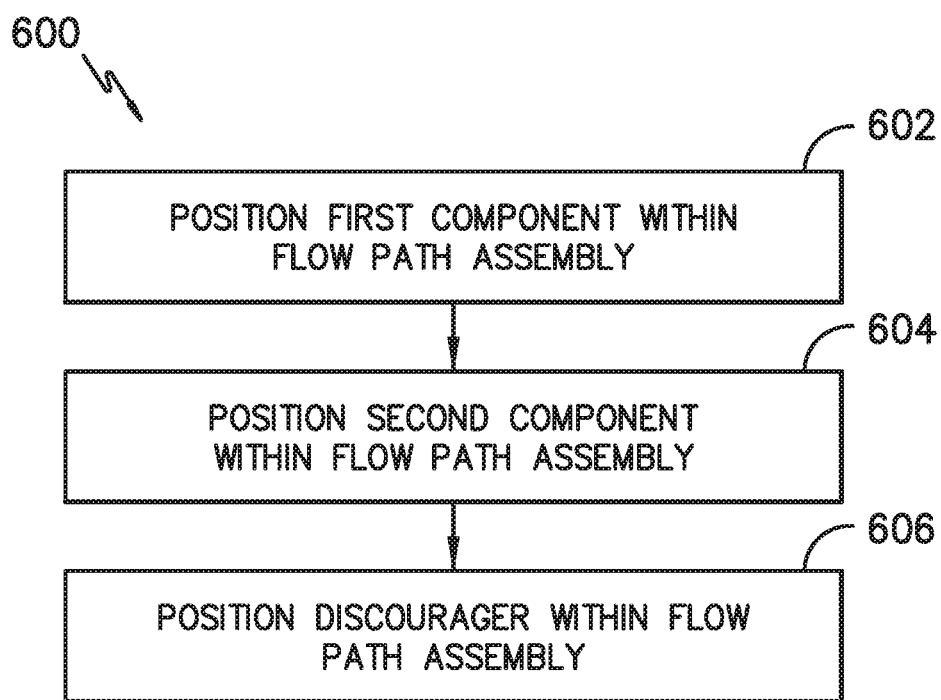 600
602
POSITION FIRST COMPONENT WITHIN
FLOW PATH ASSEMBLY
604
POSITION SECOND COMPONENT
WITHIN FLOW PATH ASSEMBLY
606
POSITION DISCOURAGER WITHIN FLOW
PATH ASSEMBLY